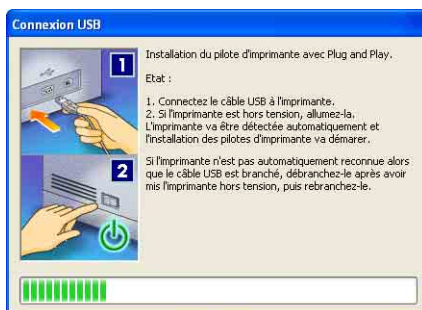 Connexion USB
1
Installation du pilote d'imprimante avec Plug and Play.
Etat :
1. Connectez le câble USB à l'imprimante.
2. Si l'imprimante est hors tension, allumez-la.
L'imprimante va être détectée automatiquement et
l'installation des pilotes d'imprimante va démarrer.
2
Si l'imprimante n'est pas automatiquement reconnue alors
que le câble USB est branché, débranchez-le après avoir
mis l'imprimante hors tension, puis rebranchez-le.